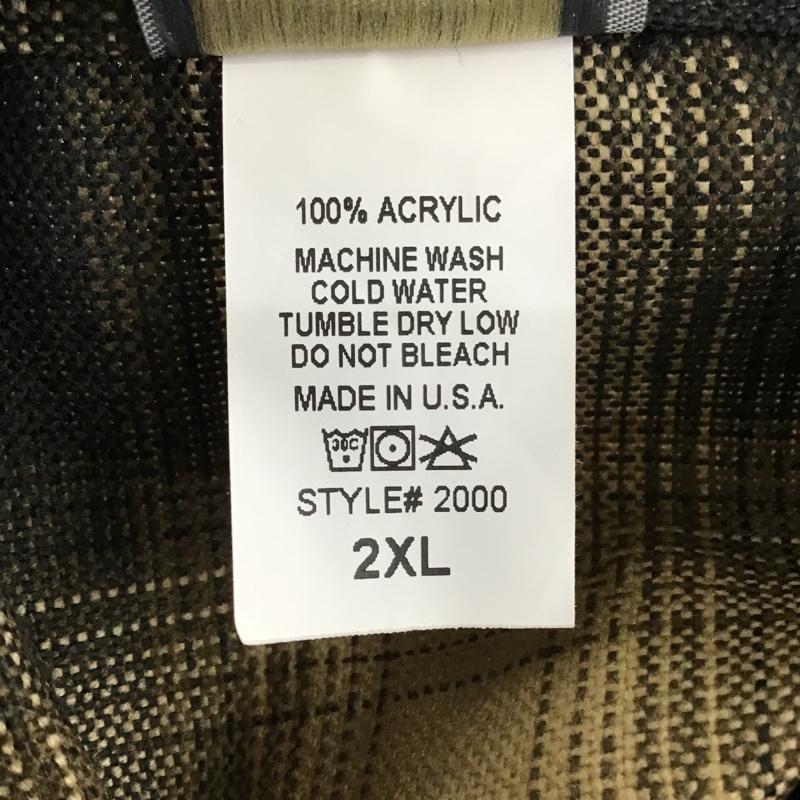 100% ACRYLIC
MACHINE WASH
COLD WATER
TUMBLE DRY LOW
DO NOT BLEACH
MADE IN U.S.A.
30C
STYLE# 2000
2XL